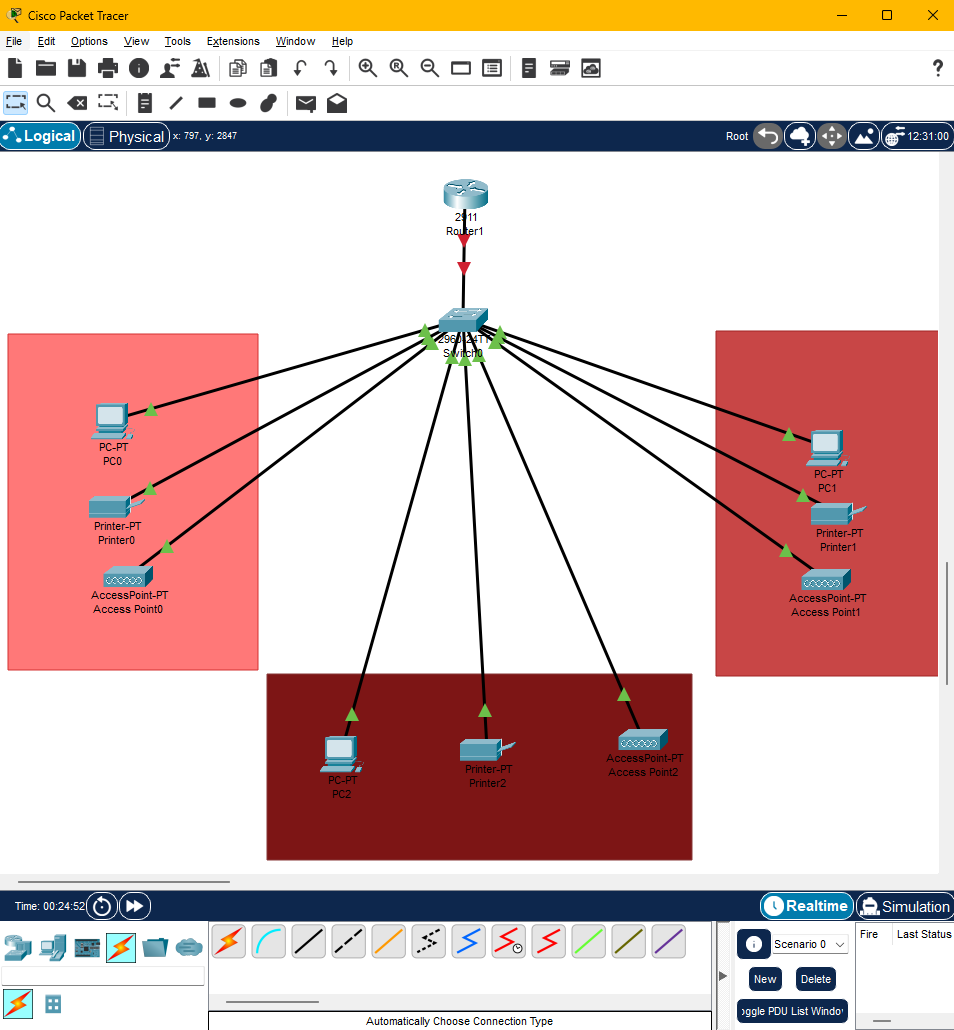 Cisco Packet Tracer
File Edit Options View Tools Extensions Window Help
Logical Physical x: 797, y: 2847 Root 12:31:00
2911
Router1
2960-24TT
Switch0
PC-PT
PC0
Printer-PT
Printer0
AccessPoint-PT
Access Point0
PC-PT
PC1
Printer-PT
Printer1
AccessPoint-PT
Access Point1
PC-PT
PC2
Printer-PT
Printer2
AccessPoint-PT
Access Point2
Time: 00:24:52 Realtime Simulation
Scenario 0 Fire Last Status
New Delete
oggle PDU List Windo
Automatically Choose Connection Type